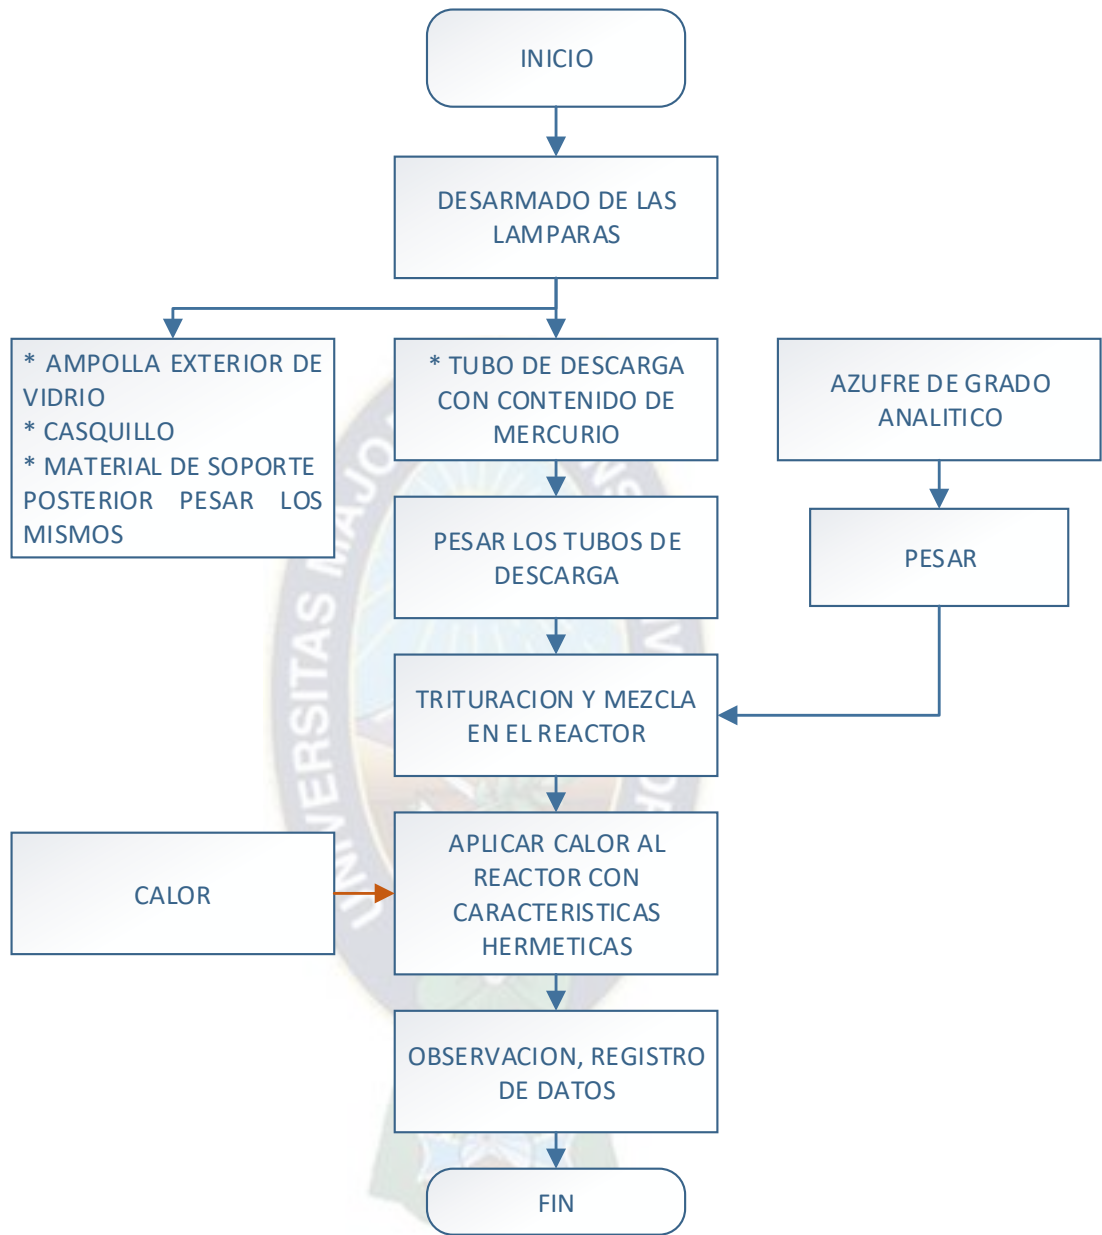 INICIO
DESARMADO DE LAS
LAMPARAS
* AMPOLLA EXTERIOR DE
VIDRIO
* CASQUILLO
* MATERIAL DE SOPORTE
POSTERIOR PESAR LOS
MISMOS
* TUBO DE DESCARGA
CON CONTENIDO DE
MERCURIO
AZUFRE DE GRADO
ANALITICO
PESAR LOS TUBOS DE
DESCARGA
PESAR
TRITURACION Y MEZCLA
EN EL REACTOR
CALOR
APLICAR CALOR AL
REACTOR CON
CARACTERISTICAS
HERMETICAS
OBSERVACION, REGISTRO
DE DATOS
FIN
UNIVERSITAS MAJOR